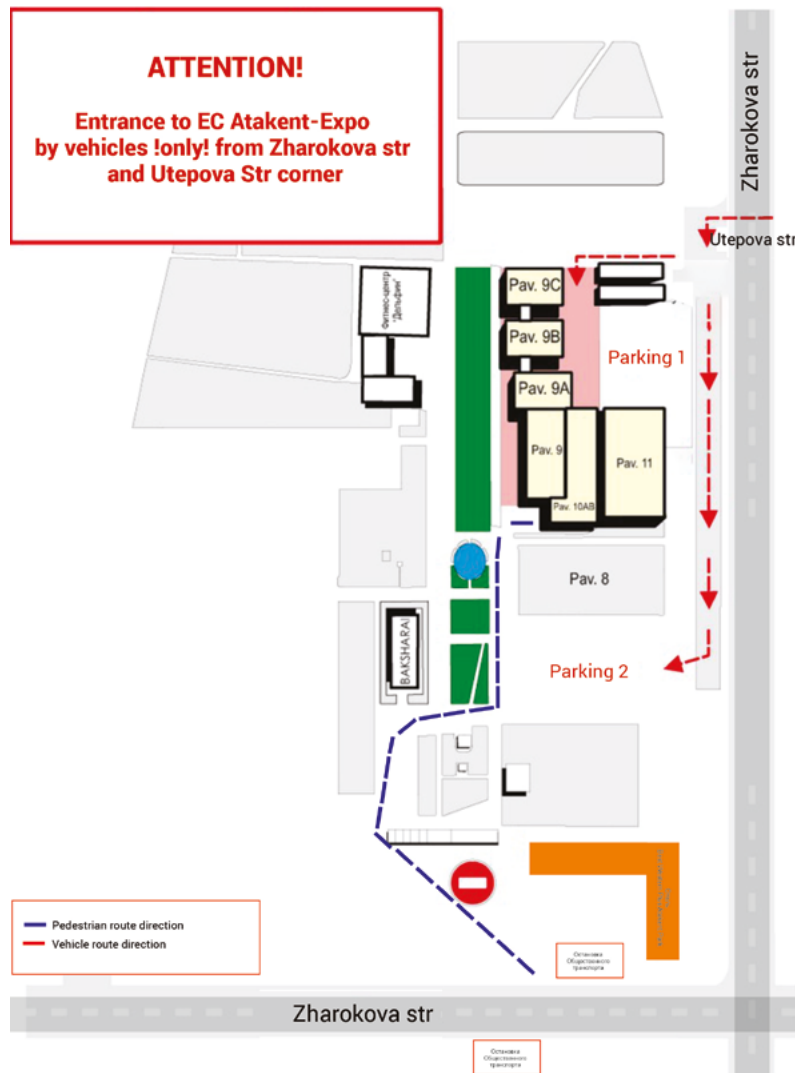 ATTENTION!
Entrance to EC Atakent-Expo
by vehicles !only! from Zharokova str
and Utepova Str corner
Zharokova str
Utepova str
Фитнес-центр
"Дельфин"
Pav. 9C
Pav. 9B
Parking 1
Pav. 9A
Pav. 9
Pav. 11
Pav. 10AB
Pav. 8
BAKSHARAI
Parking 2
Pedestrian route direction
Vehicle route direction
Остановка
Общественного
транспорта
Zharokova str
Остановка
Общественного
транспорта